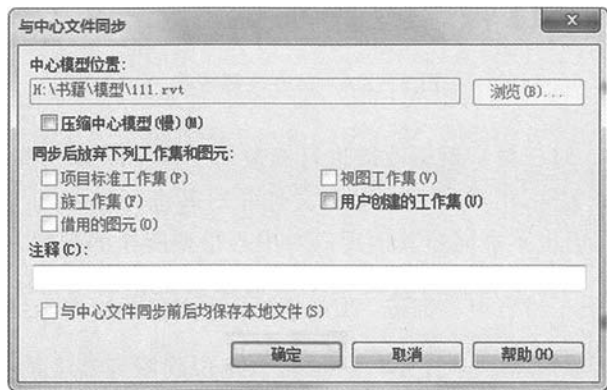 与中心文件同步
中心模型位置:
H:\书籍\模型\111.rvt
浏览(B)...
压缩中心模型(慢)(M)
同步后放弃下列工作集和图元:
项目标准工作集(P)
视图工作集(V)
族工作集(F)
用户创建的工作集(U)
借用的图元(O)
注释(C):
与中心文件同步前后均保存本地文件(S)
确定
取消
帮助(H)